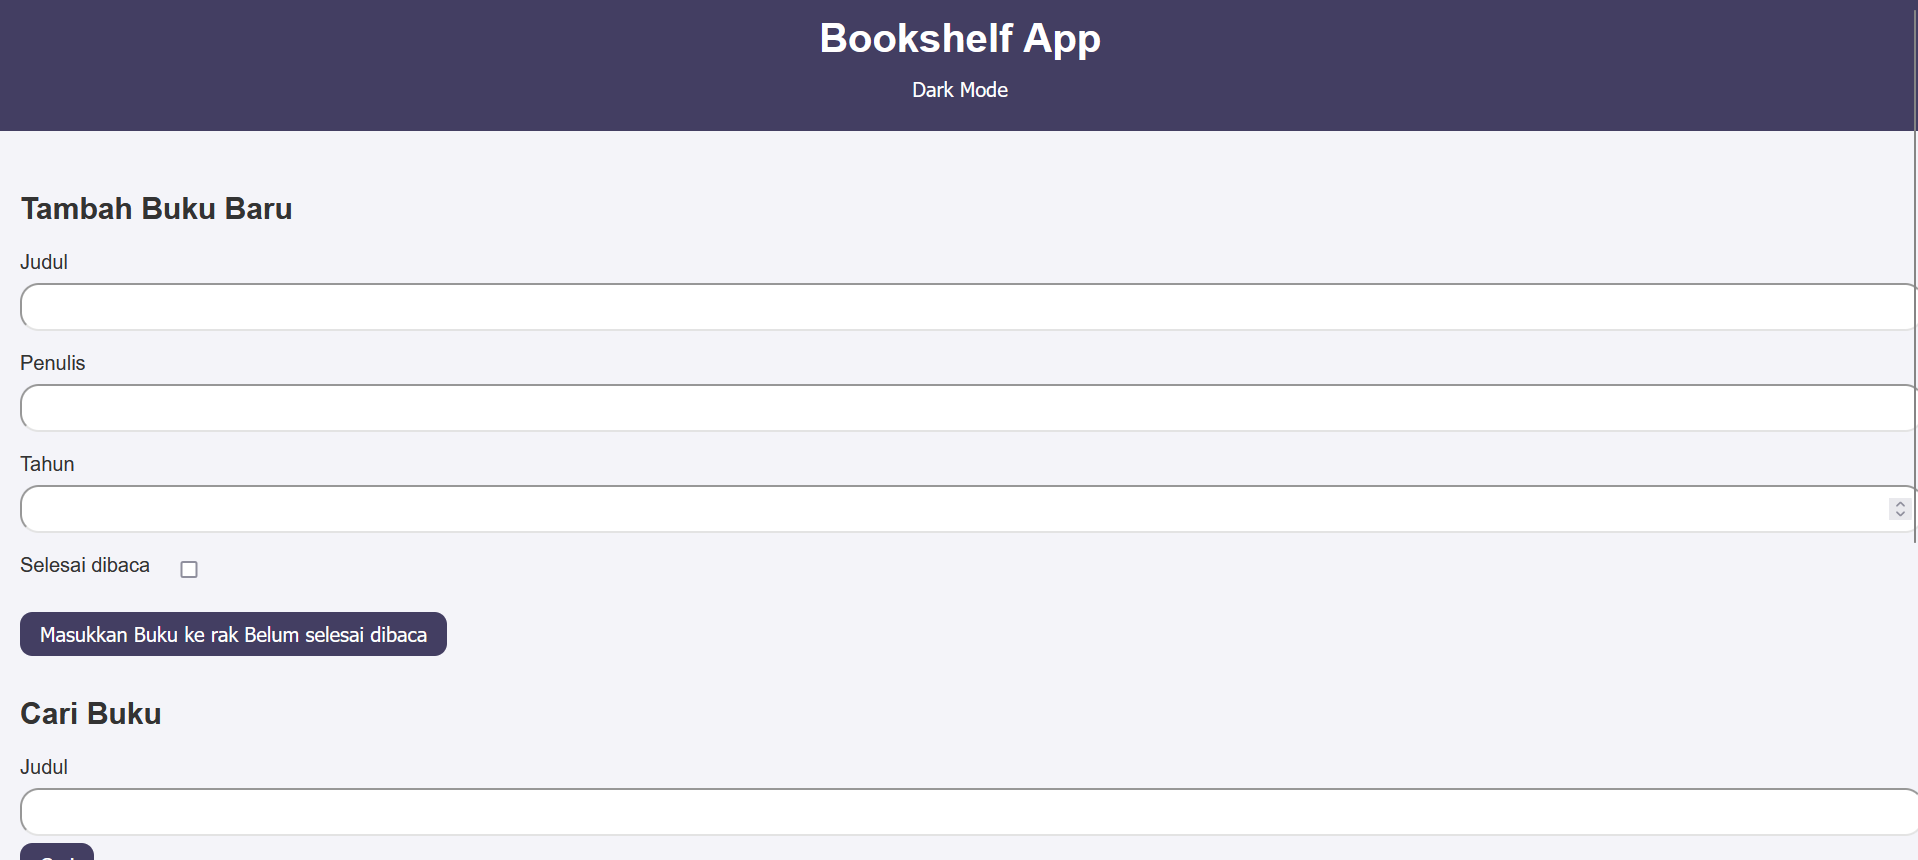 Bookshelf App
Dark Mode
Tambah Buku Baru
Judul
Penulis
Tahun
Selesai dibaca
Masukkan Buku ke rak Belum selesai dibaca
Cari Buku
Judul